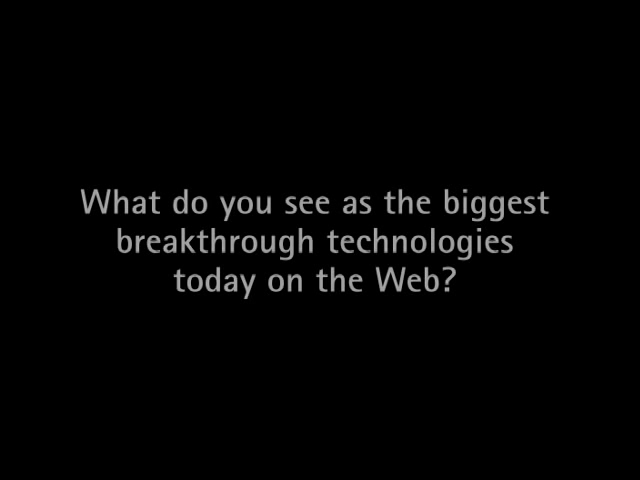 What do you see as the biggest
breakthrough technologies
today on the Web?